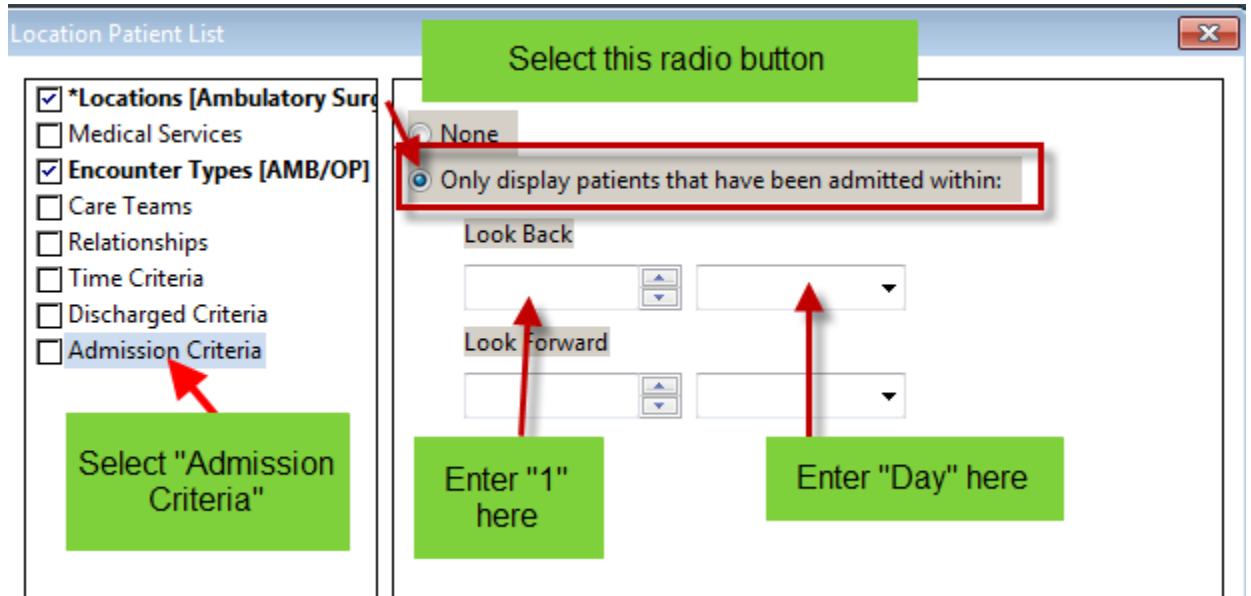 Location Patient List
Select this radio button
*Locations [Ambulatory Surg
Medical Services
Encounter Types [AMB/OP]
Care Teams
Relationships
Time Criteria
Discharged Criteria
Admission Criteria
None
Only display patients that have been admitted within:
Look Back
Look Forward
Select "Admission
Criteria"
Enter "1"
here
Enter "Day" here